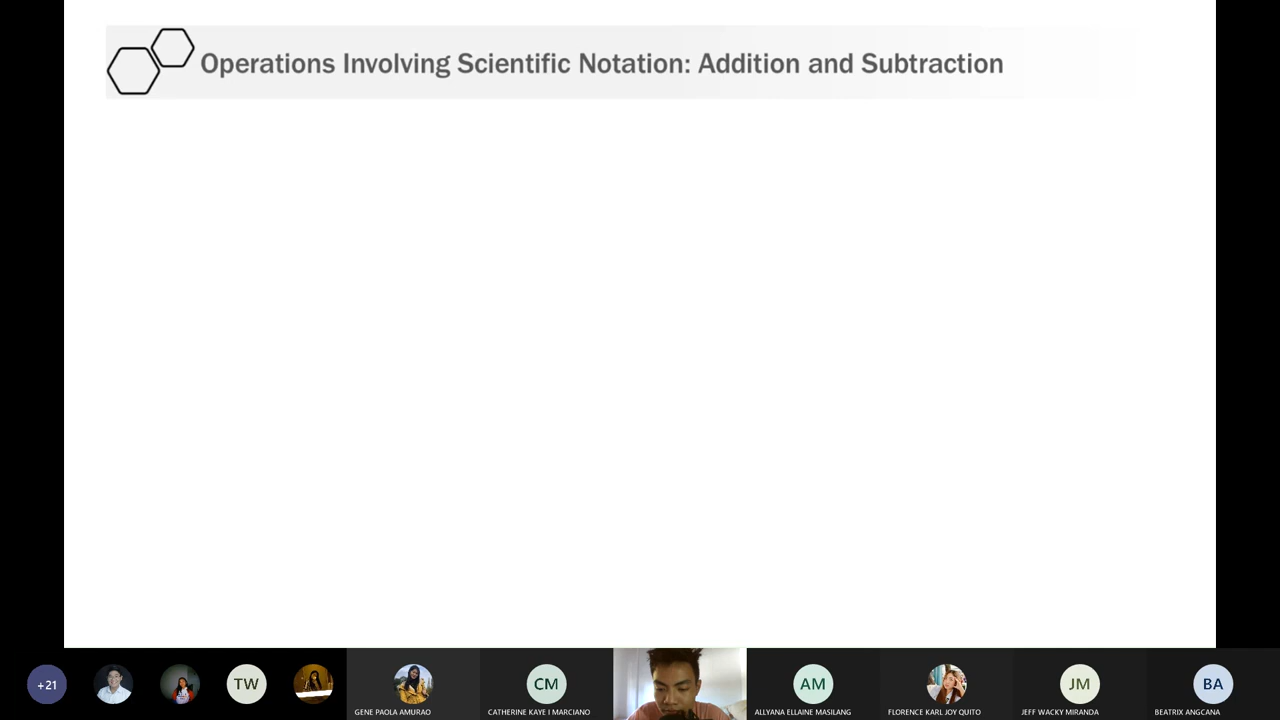 Operations Involving Scientific Notation: Addition and Subtraction
+21
TW
CM
AM
JM
BA
GENE PAOLA AMURAO
CATHERINE KAYE I MARCIANO
ALLYANA ELLAINE MASILANG
FLORENCE KARL JOY QUITO
JEFF WACKY MIRANDA
BEATRIX ANGCANA